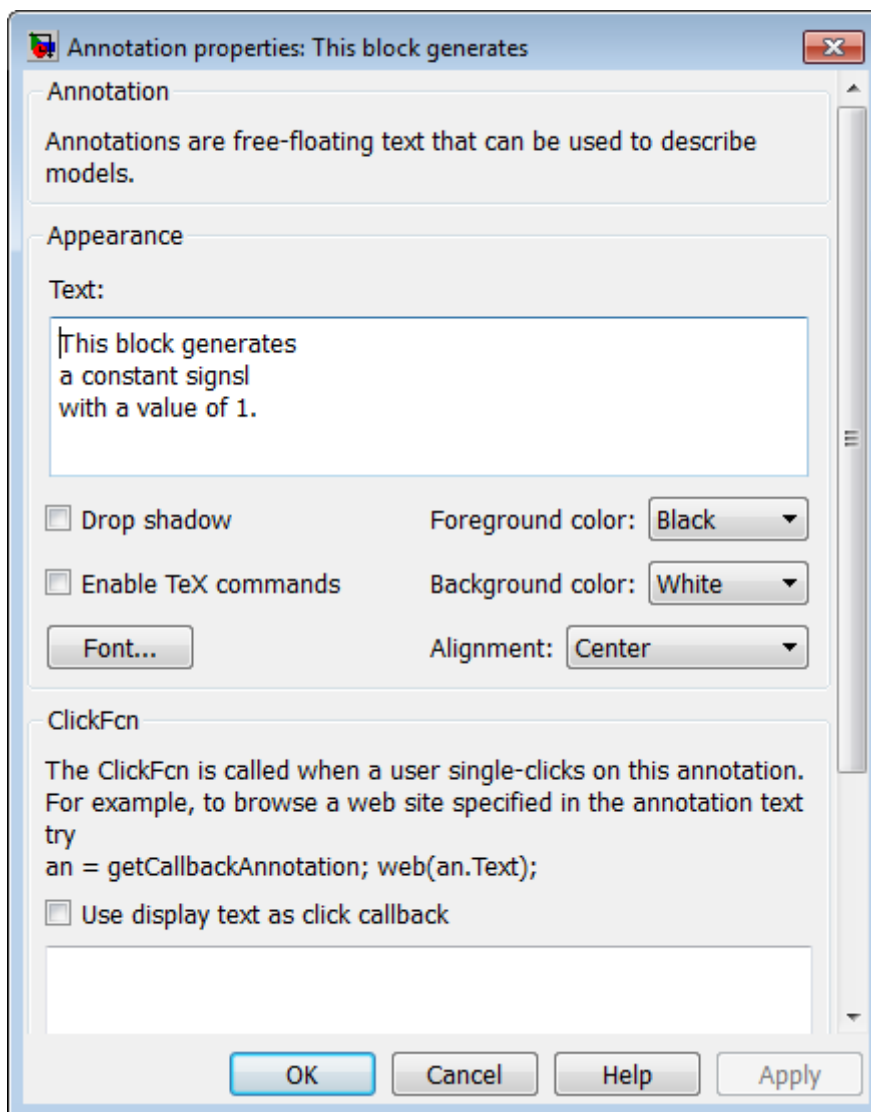 Annotation properties: This block generates
Annotation
Annotations are free-floating text that can be used to describe
models.
Appearance
Text:
This block generates
a constant signsl
with a value of 1.
Drop shadow
Foreground color: Black
Enable TeX commands
Background color: White
Font...
Alignment: Center
ClickFcn
The ClickFcn is called when a user single-clicks on this annotation.
For example, to browse a web site specified in the annotation text
try
an = getCallbackAnnotation; web(an.Text);
Use display text as click callback
OK
Cancel
Help
Apply